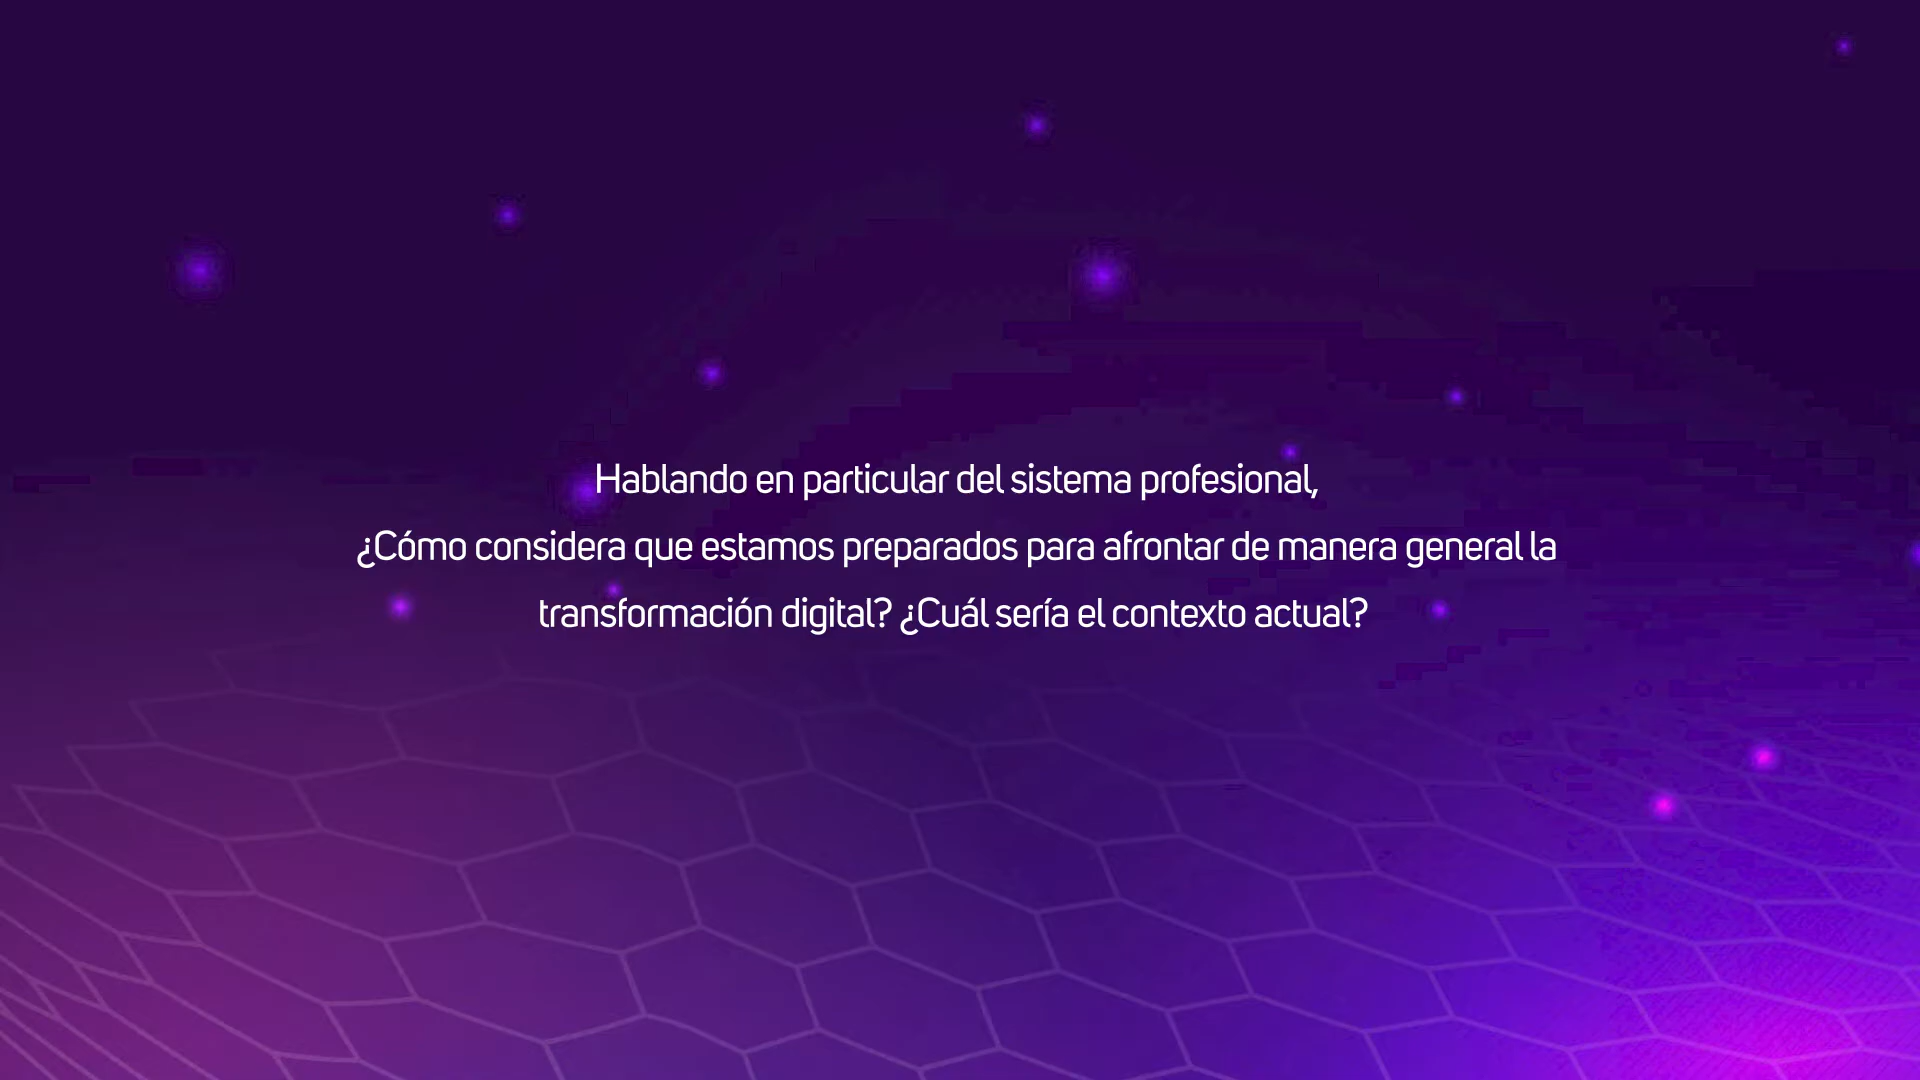 Hablando en particular del sistema profesional,
¿Cómo considera que estamos preparados para afrontar de manera general la
transformación digital? ¿Cuál sería el contexto actual?